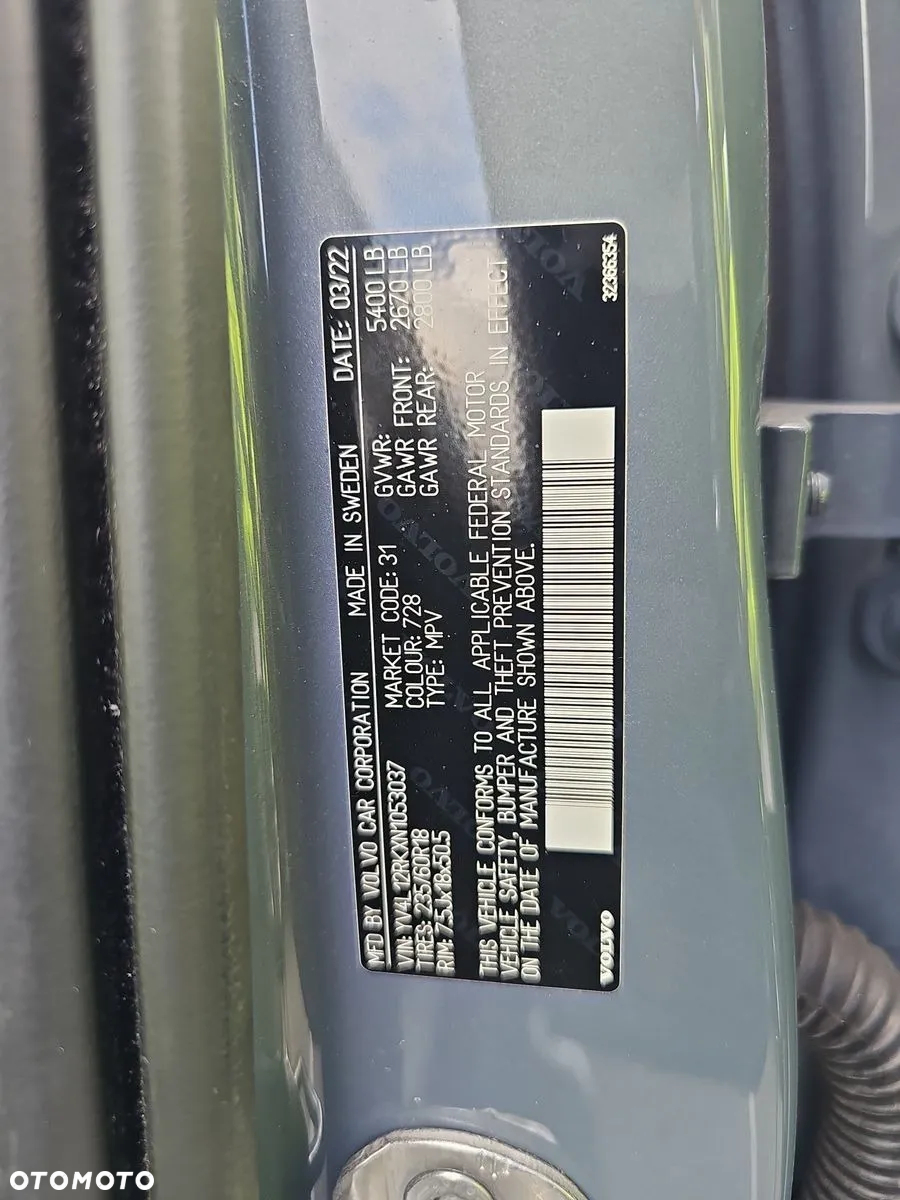 MFD BY VOLVO CAR CORPORATION MADE IN SWEDEN DATE: 03/22
VIN: YV4L12RKXN1053037 MARKET CODE: 31 GVWR: 5400 LB
TIRES: 235/60R18 COLOUR: 728 GAWR FRONT: 2670 LB
RIM: 7.5Jx18x50.5 TYPE: MPV GAWR REAR: 2800 LB
THIS VEHICLE CONFORMS TO ALL APPLICABLE FEDERAL MOTOR
VEHICLE SAFETY, BUMPER AND THEFT PREVENTION STANDARDS IN EFFECT
ON THE DATE OF MANUFACTURE SHOWN ABOVE.
VOLVO
32366354
OTOMOTO